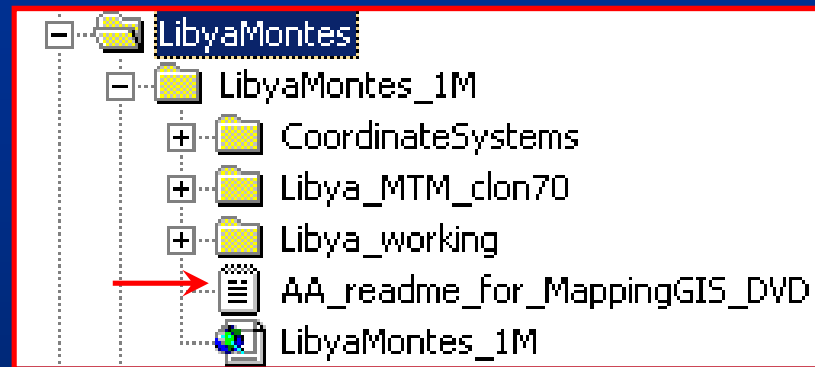 LibyaMontes
LibyaMontes_1M
CoordinateSystems
Libya_MTM_clon70
Libya_working
AA_readme_for_MappingGIS_DVD
LibyaMontes_1M